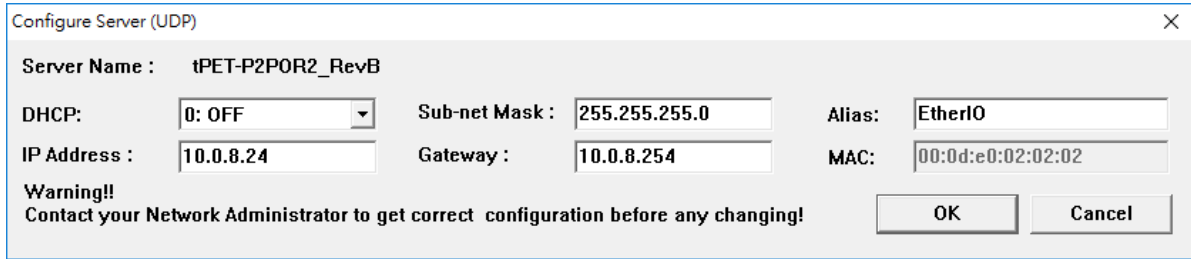 Configure Server (UDP)
Server Name : tPET-P2POR2_RevB
DHCP: 0: OFF Sub-net Mask : 255.255.255.0 Alias: EtherIO
IP Address : 10.0.8.24 Gateway : 10.0.8.254 MAC: 00:0d:e0:02:02:02
Warning!!
Contact your Network Administrator to get correct configuration before any changing!
OK Cancel